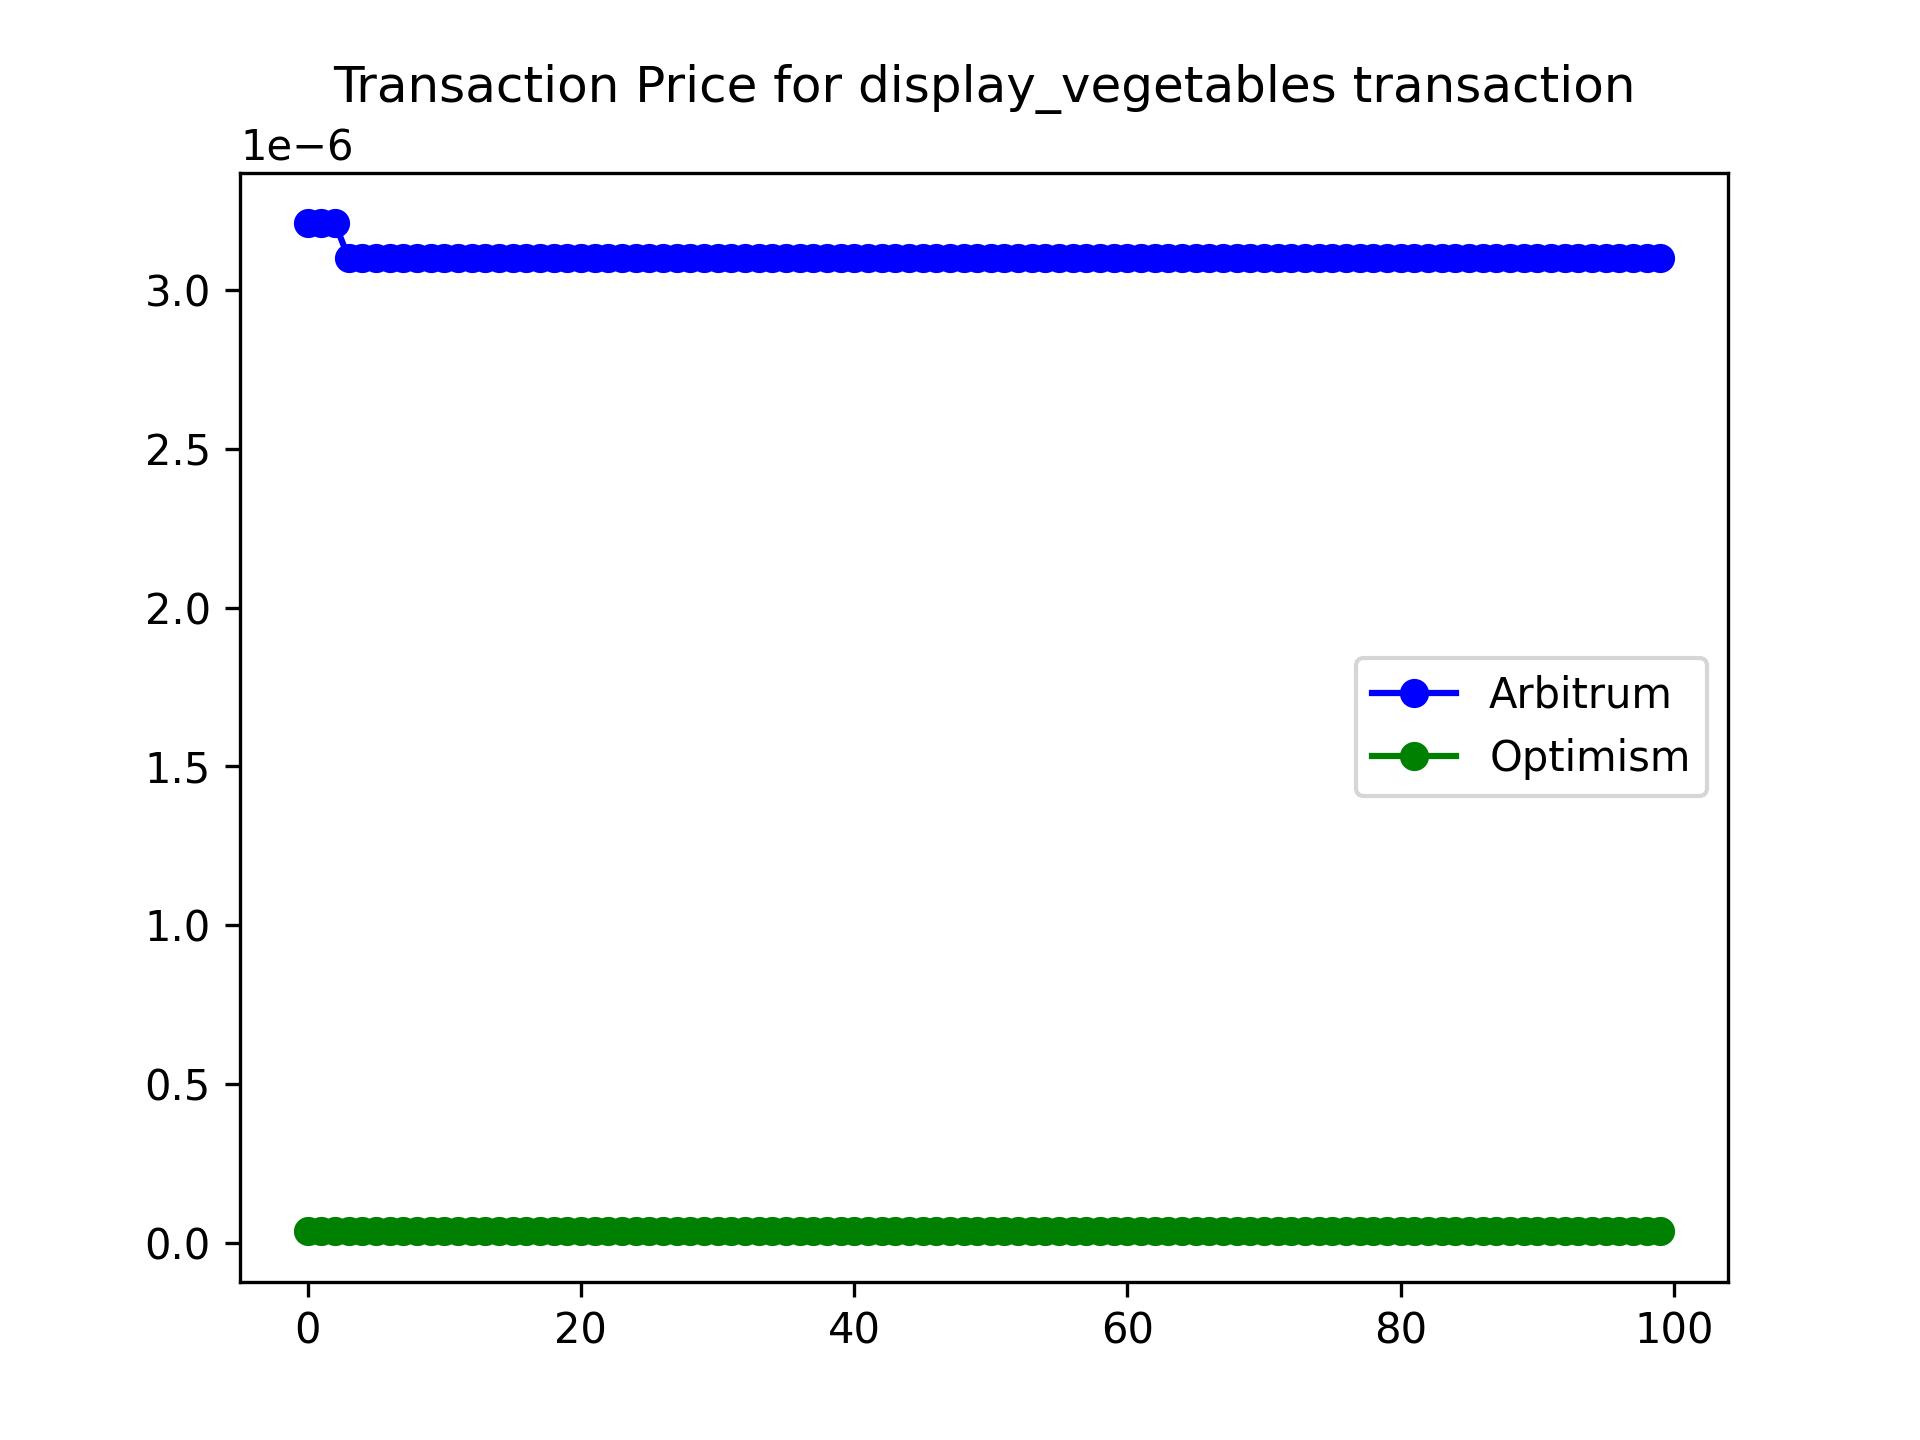 Transaction Price for display_vegetables transaction
1e−6
3.0
2.5
2.0
1.5
1.0
0.5
0.0
Arbitrum
Optimism
0 20 40 60 80 100